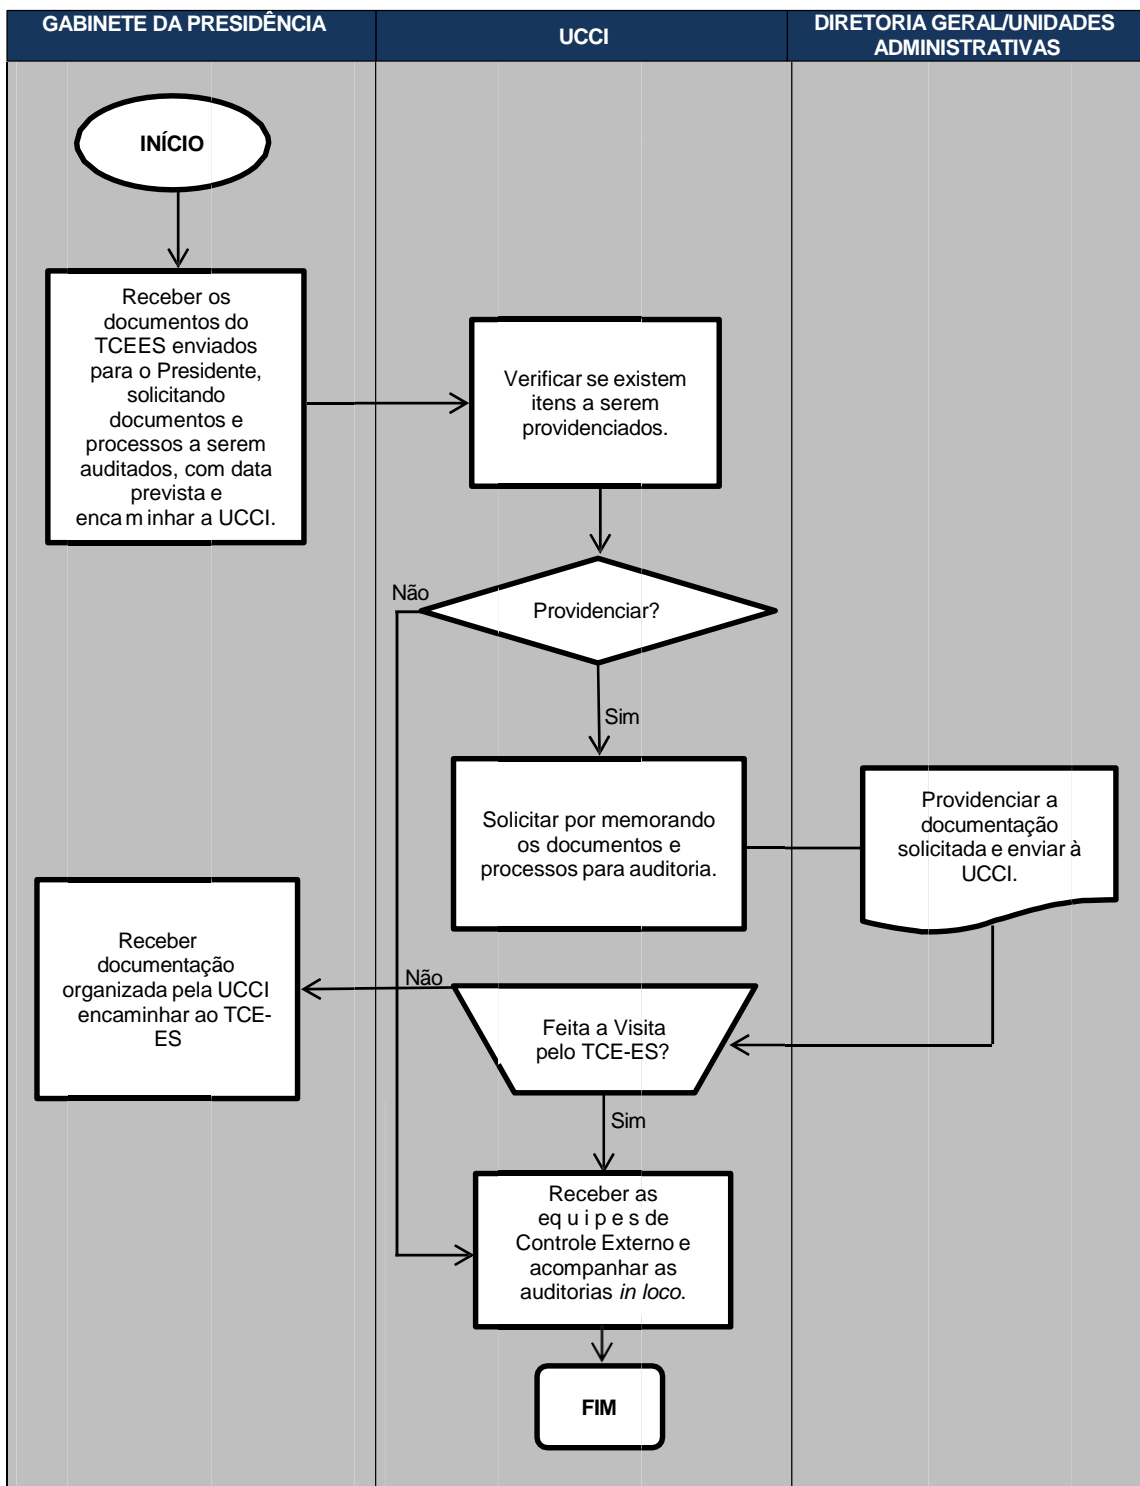 GABINETE DA PRESIDÊNCIA
UCCI
DIRETORIA GERAL/UNIDADES
ADMINISTRATIVAS
INÍCIO
Receber os
documentos do
TCEES enviados
para o Presidente,
solicitando
documentos e
processos a serem
auditados, com data
prevista e
encaminhar a UCCI.
Verificar se existem
itens a serem
providenciados.
Não
Providenciar?
Sim
Solicitar por memorando
os documentos e
processos para auditoria.
Providenciar a
documentação
solicitada e enviar à
UCCI.
Receber
documentação
organizada pela UCCI
encaminhar ao TCE-
ES
Não
Feita a Visita
pelo TCE-ES?
Sim
Receber as
equipes de
Controle Externo e
acompanhar as
auditorias in loco.
FIM